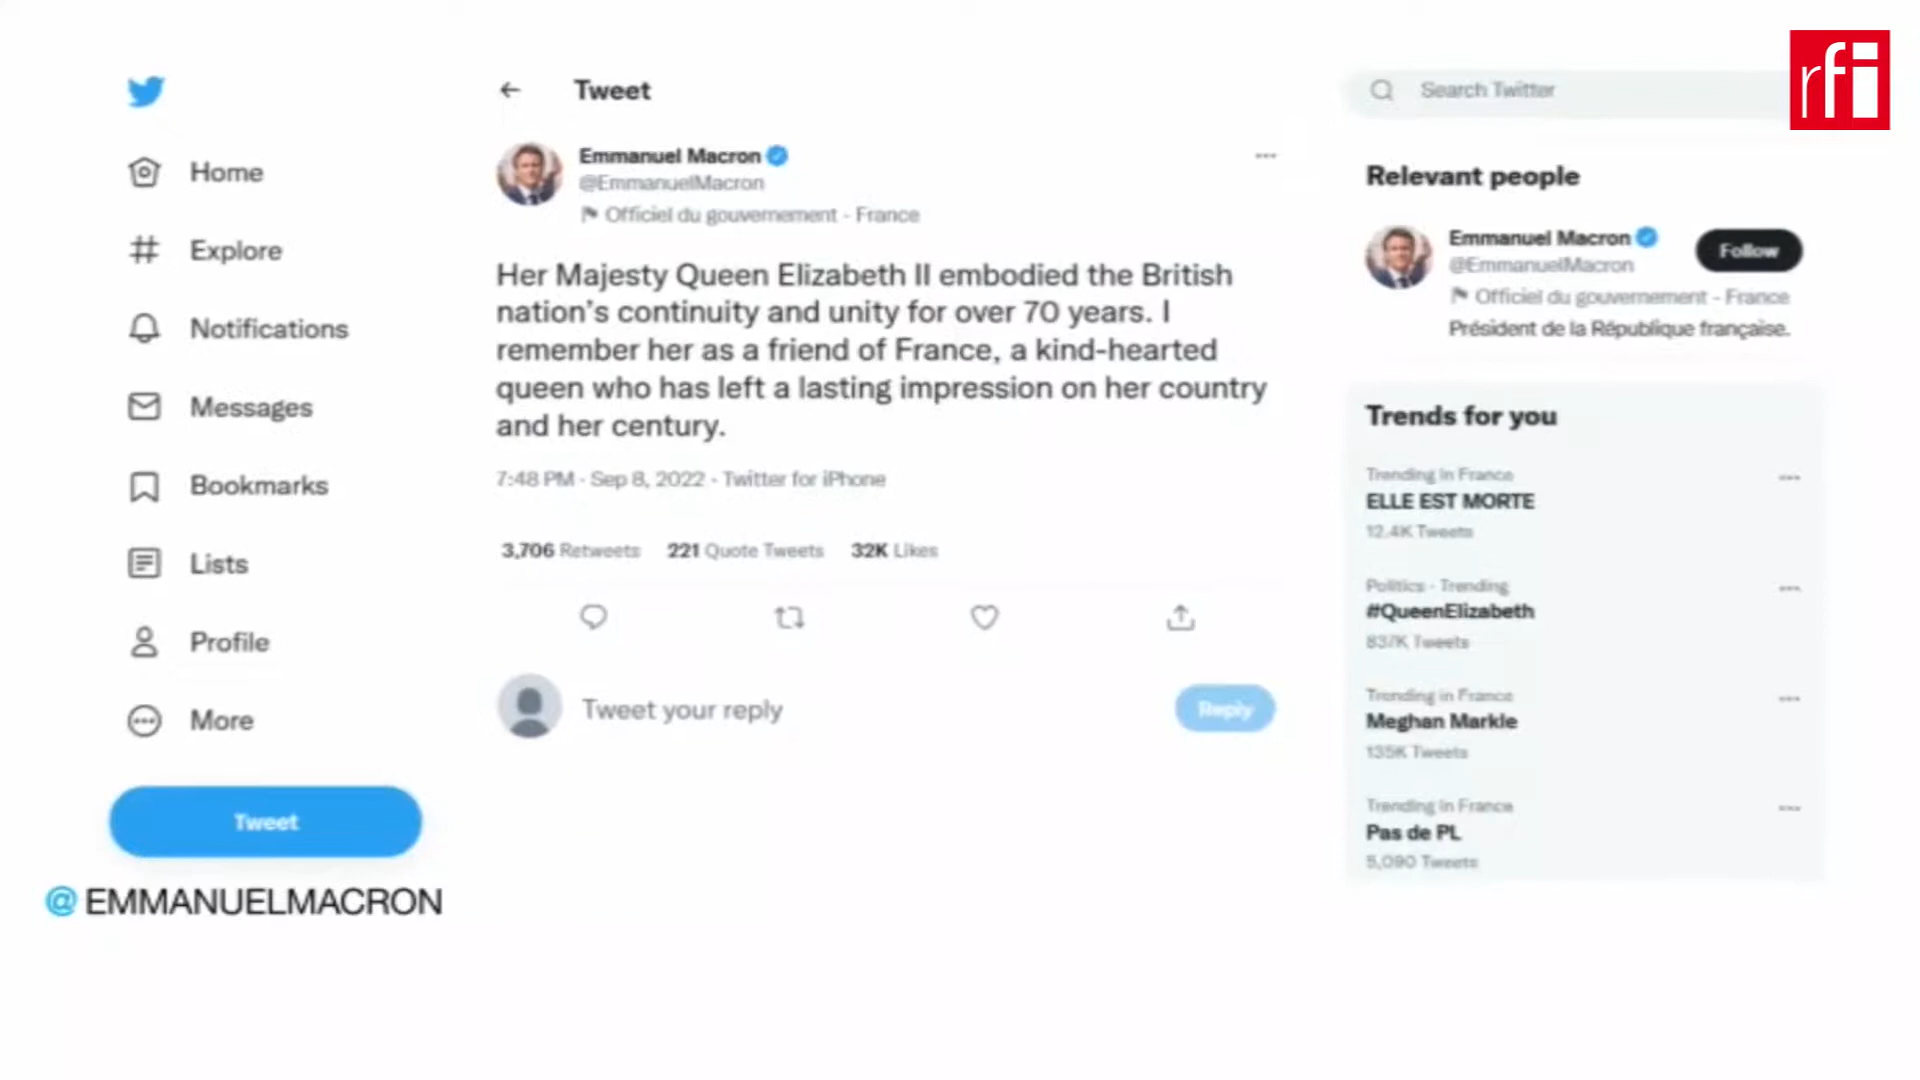 rfi
Tweet
Search Twitter
Home
Explore
Notifications
Messages
Bookmarks
Lists
Profile
More
Tweet
@EMMANUELMACRON
Emmanuel Macron
@EmmanuelMacron
Officiel du gouvernement - France
Her Majesty Queen Elizabeth II embodied the British
nation's continuity and unity for over 70 years. I
remember her as a friend of France, a kind-hearted
queen who has left a lasting impression on her country
and her century.
7:48 PM · Sep 8, 2022 · Twitter for iPhone
3,706 Retweets 221 Quote Tweets 32K Likes
Tweet your reply
Reply
Relevant people
Emmanuel Macron
@EmmanuelMacron
Follow
Officiel du gouvernement - France
Président de la République française.
Trends for you
Trending in France
ELLE EST MORTE
12.4K Tweets
Politics · Trending
#QueenElizabeth
837K Tweets
Trending in France
Meghan Markle
135K Tweets
Trending in France
Pas de PL
5,090 Tweets